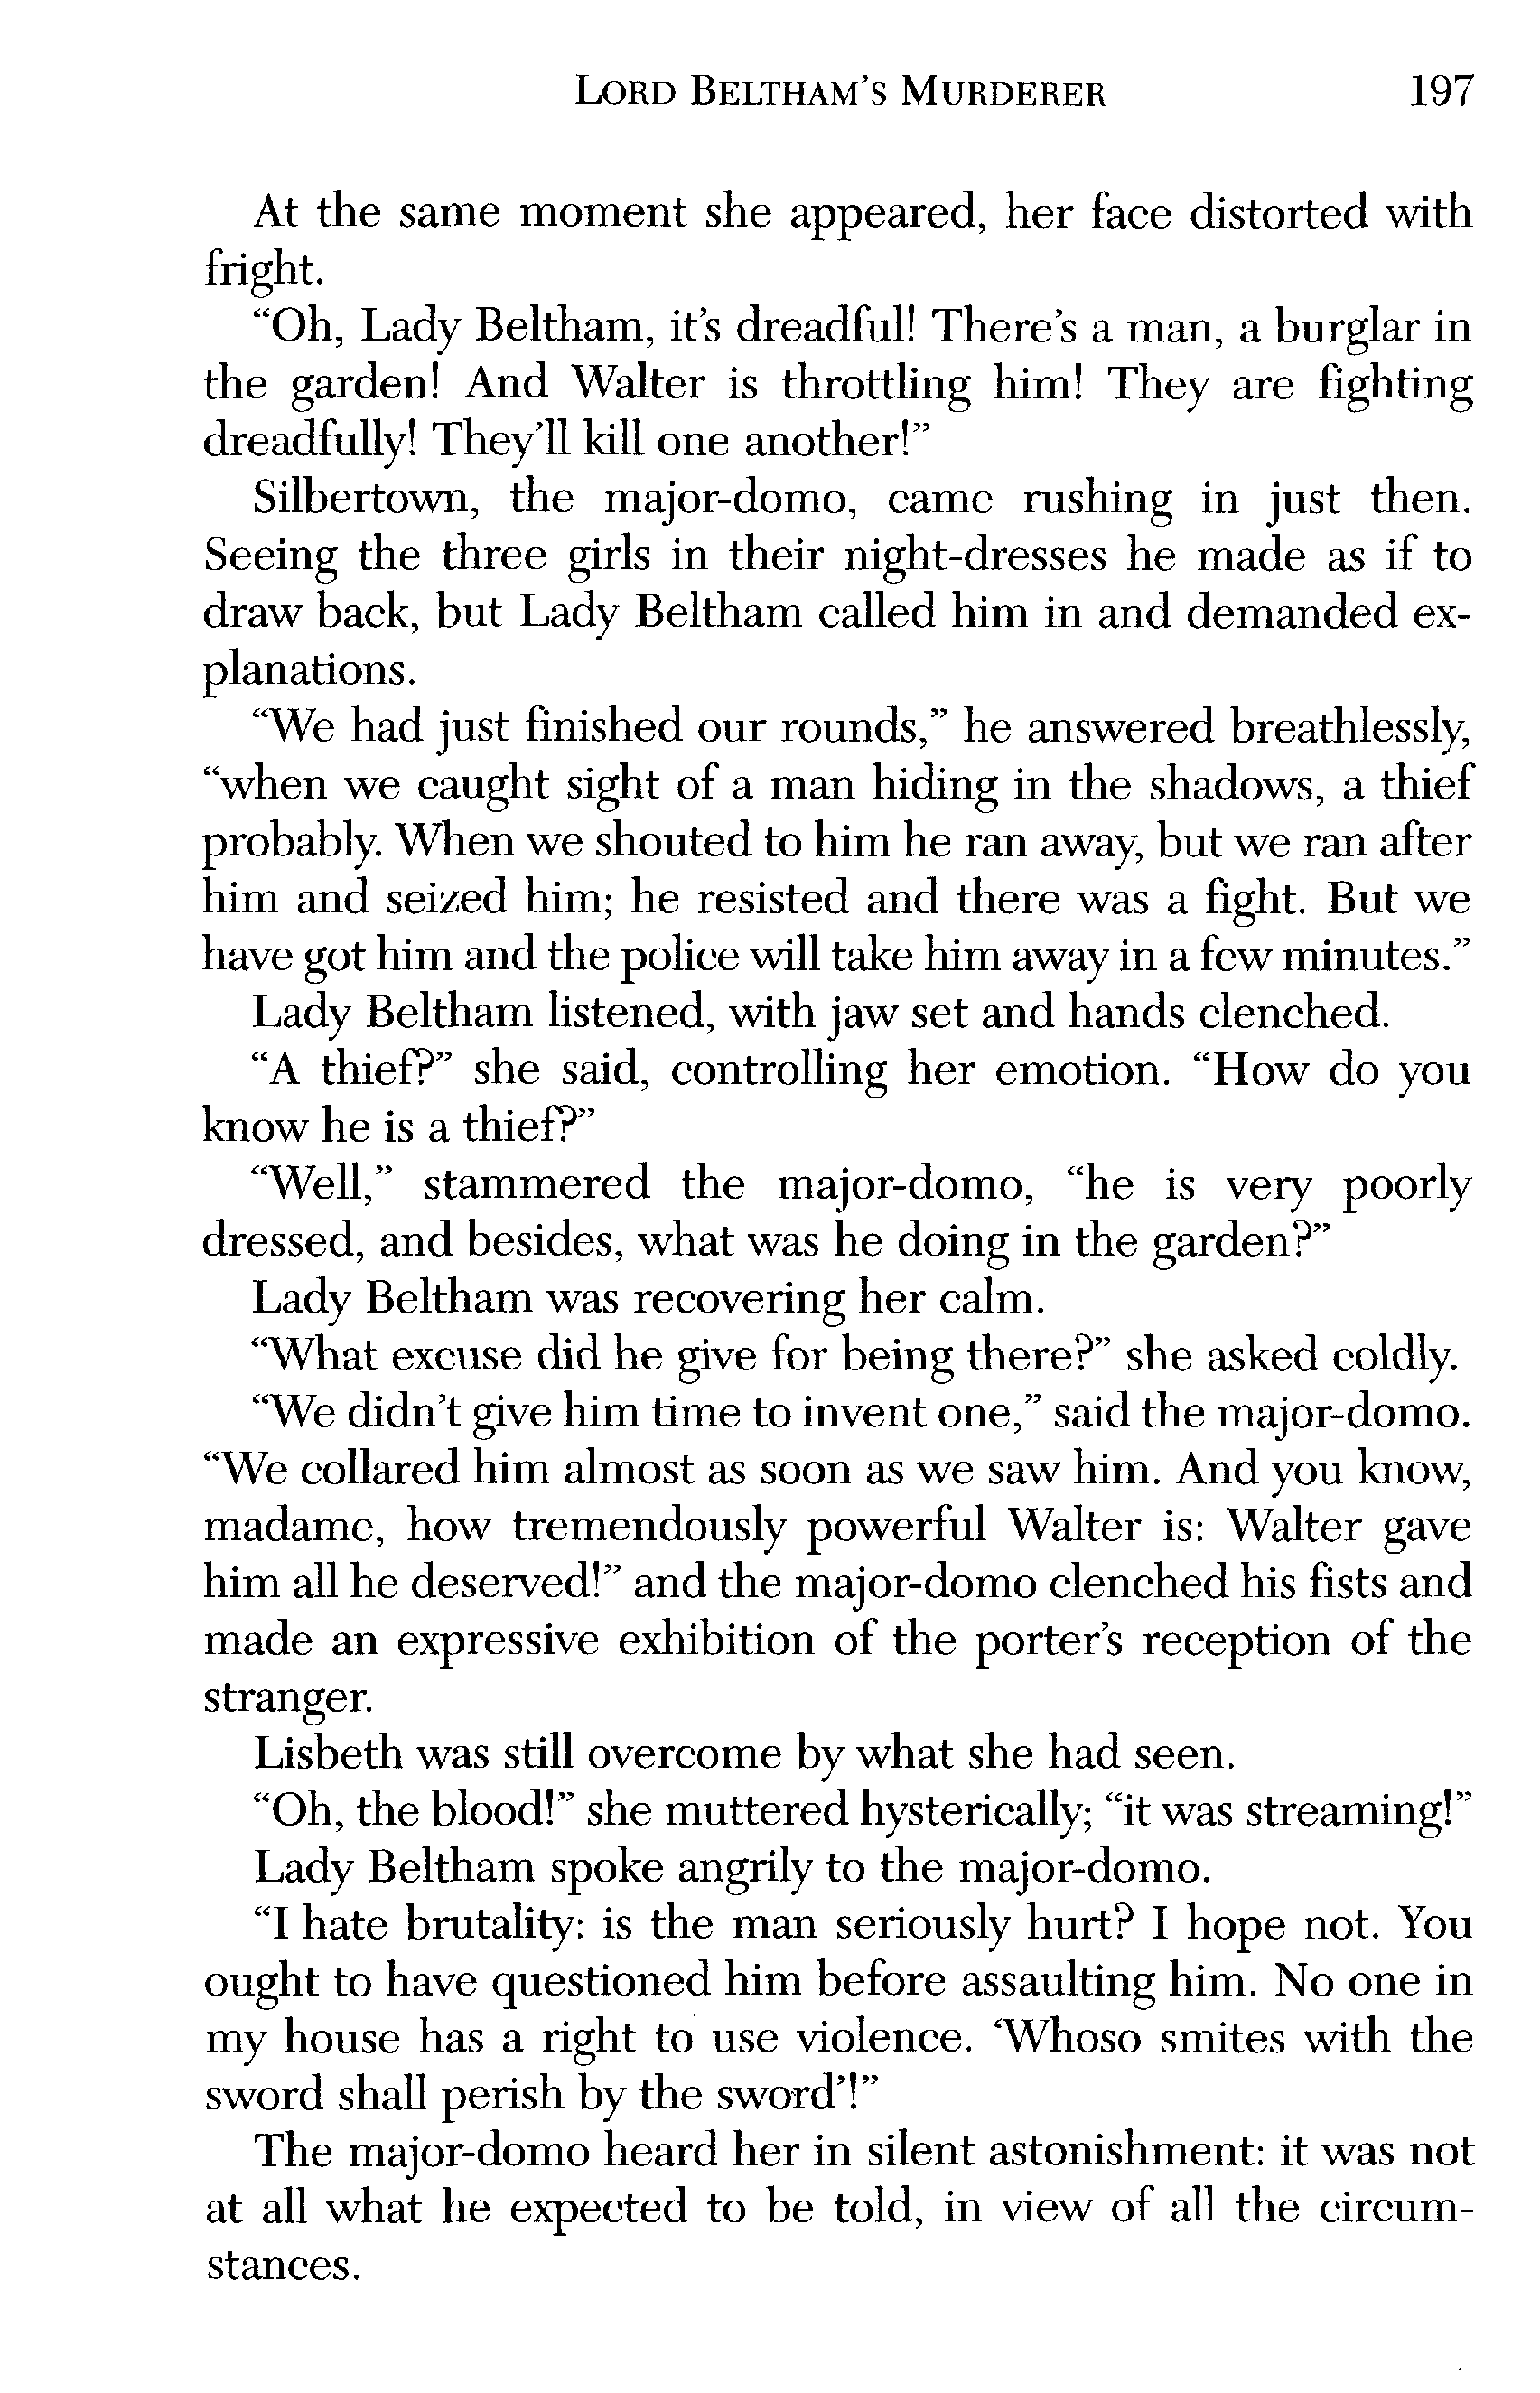 LORD BELTHAM'S MURDERER 197
At the same moment she appeared, her face distorted with
fright.
“Oh, Lady Beltham, it's dreadful! There's a man, a burglar in
the garden! And Walter is throttling him! They are fighting
dreadfully! They'll kill one another!”
Silbertown, the major-domo, came rushing in just then.
Seeing the three girls in their night-dresses he made as if to
draw back, but Lady Beltham called him in and demanded ex-
planations.
“We had just finished our rounds,” he answered breathlessly,
“when we caught sight of a man hiding in the shadows, a thief
probably. When we shouted to him he ran away, but we ran after
him and seized him; he resisted and there was a fight. But we
have got him and the police will take him away in a few minutes.”
Lady Beltham listened, with jaw set and hands clenched.
“A thief?” she said, controlling her emotion. “How do you
know he is a thief?”
“Well,” stammered the major-domo, “he is very poorly
dressed, and besides, what was he doing in the garden?”
Lady Beltham was recovering her calm.
“What excuse did he give for being there?” she asked coldly.
“We didn't give him time to invent one,” said the major-domo.
“We collared him almost as soon as we saw him. And you know,
madame, how tremendously powerful Walter is: Walter gave
him all he deserved!” and the major-domo clenched his fists and
made an expressive exhibition of the porter's reception of the
stranger.
Lisbeth was still overcome by what she had seen.
“Oh, the blood!” she muttered hysterically; “it was streaming!”
Lady Beltham spoke angrily to the major-domo.
“I hate brutality: is the man seriously hurt? I hope not. You
ought to have questioned him before assaulting him. No one in
my house has a right to use violence. ‘Whoso smites with the
sword shall perish by the sword’!”
The major-domo heard her in silent astonishment: it was not
at all what he expected to be told, in view of all the circum-
stances.